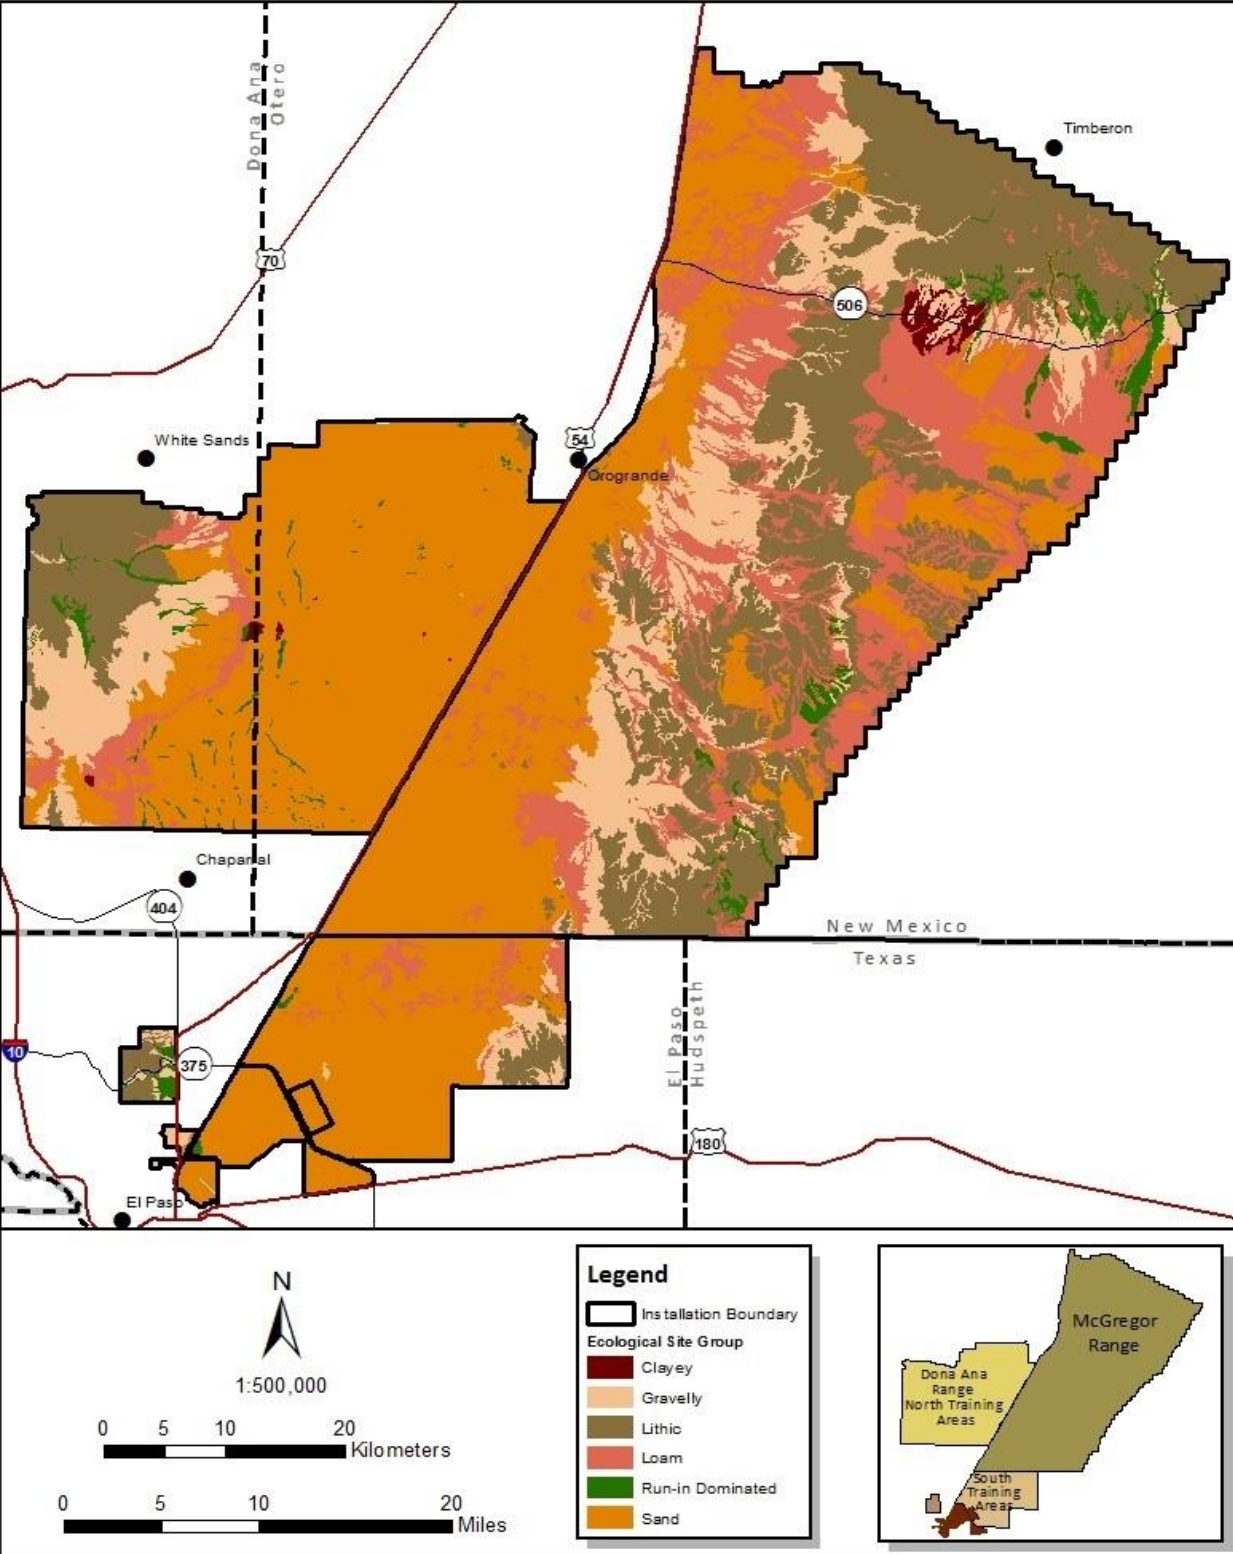 Dona Ana
Otero
Timberon
70
506
White Sands
54
Orogrande
Chaparral
404
New Mexico
Texas
El Paso
Hudspeth
10
375
180
El Paso
N
1:500,000
0 5 10 20
Kilometers
0 5 10 20
Miles
Legend
Installation Boundary
Ecological Site Group
Clayey
Gravelly
Lithic
Loam
Run-in Dominated
Sand
McGregor
Range
Dona Ana
Range
North Training
Areas
South
Training
Areas